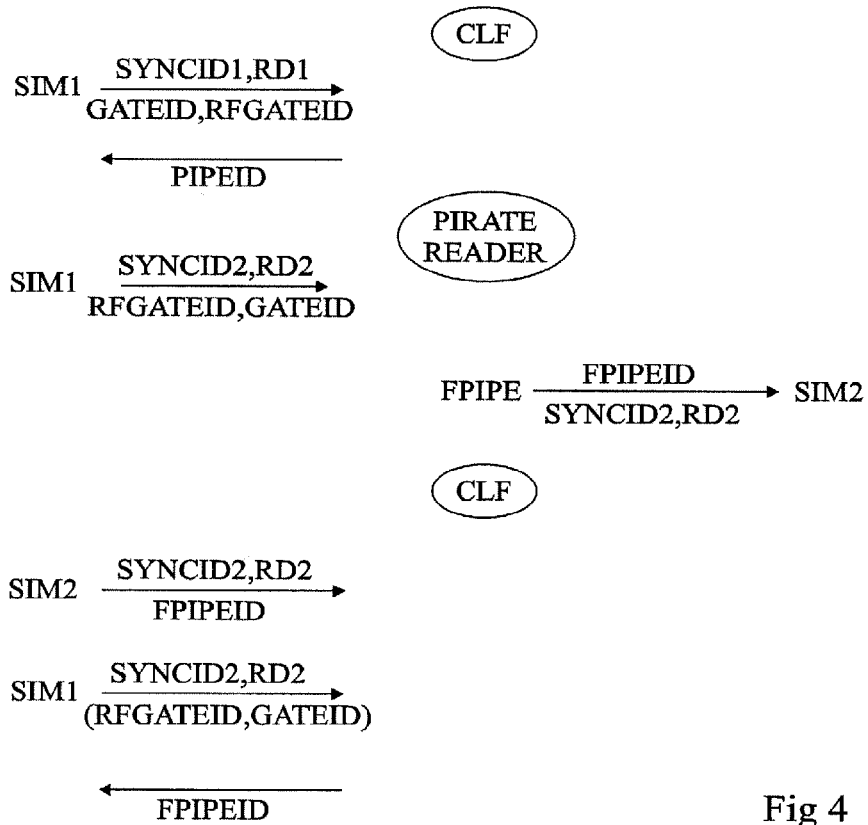 CLF
SIM1 SYNCID1,RD1
GATEID,RFGATEID
PIPEID
PIRATE
READER
SIM1 SYNCID2,RD2
RFGATEID,GATEID
FPIPE FPIPEID SIM2
SYNCID2,RD2
CLF
SIM2 SYNCID2,RD2
FPIPEID
SIM1 SYNCID2,RD2
(RFGATEID,GATEID)
FPIPEID
Fig 4